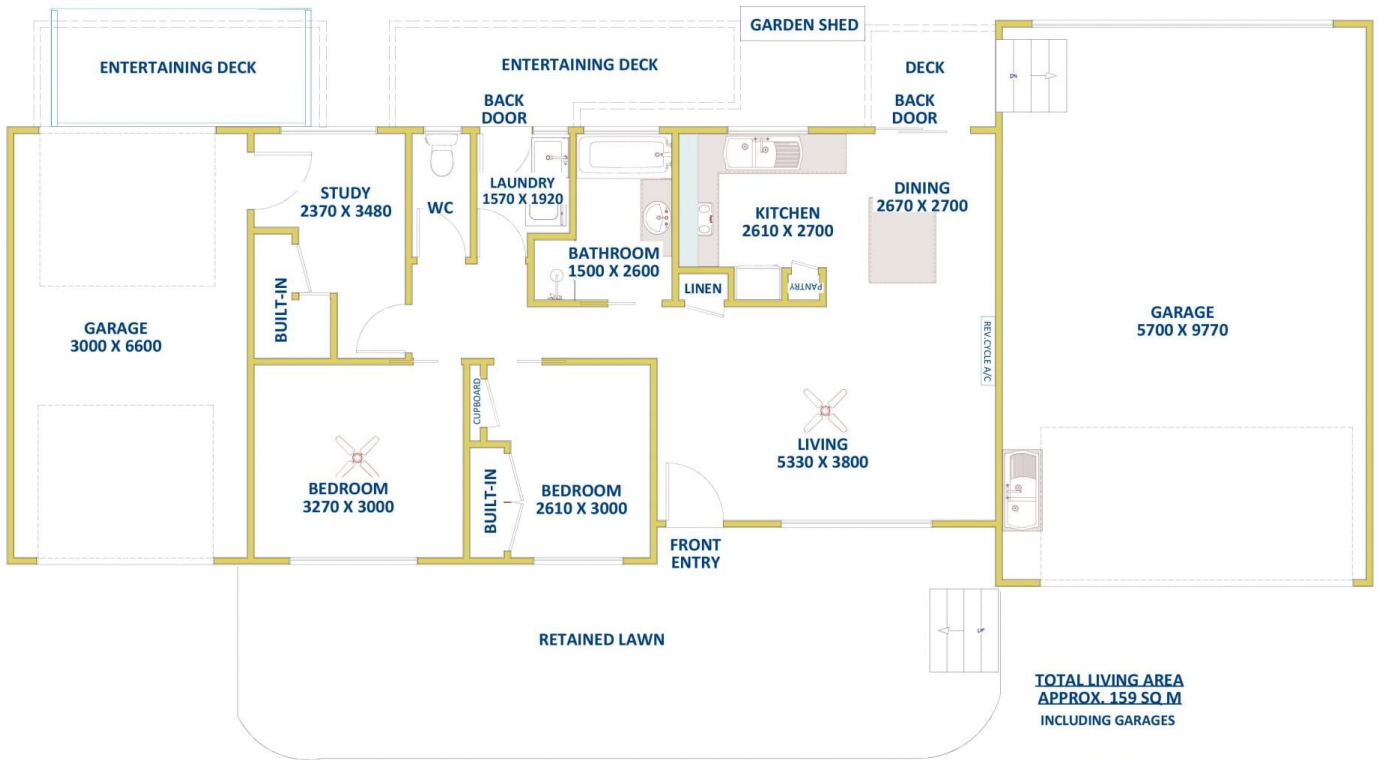 GARDEN SHED
ENTERTAINING DECK
ENTERTAINING DECK
DECK
BACK
DOOR
BACK
DOOR
DN
STUDY
2370 X 3480
WC
LAUNDRY
1570 X 1920
KITCHEN
2610 X 2700
DINING
2670 X 2700
BATHROOM
1500 X 2600
LINEN
PANTRY
BUILT-IN
GARAGE
3000 X 6600
GARAGE
5700 X 9770
REV.CYCLE A/C
CUPBOARD
LIVING
5330 X 3800
BEDROOM
3270 X 3000
BUILT-IN
BEDROOM
2610 X 3000
FRONT
ENTRY
RETAINED LAWN
UP
TOTAL LIVING AREA
APPROX. 159 SQ M
INCLUDING GARAGES